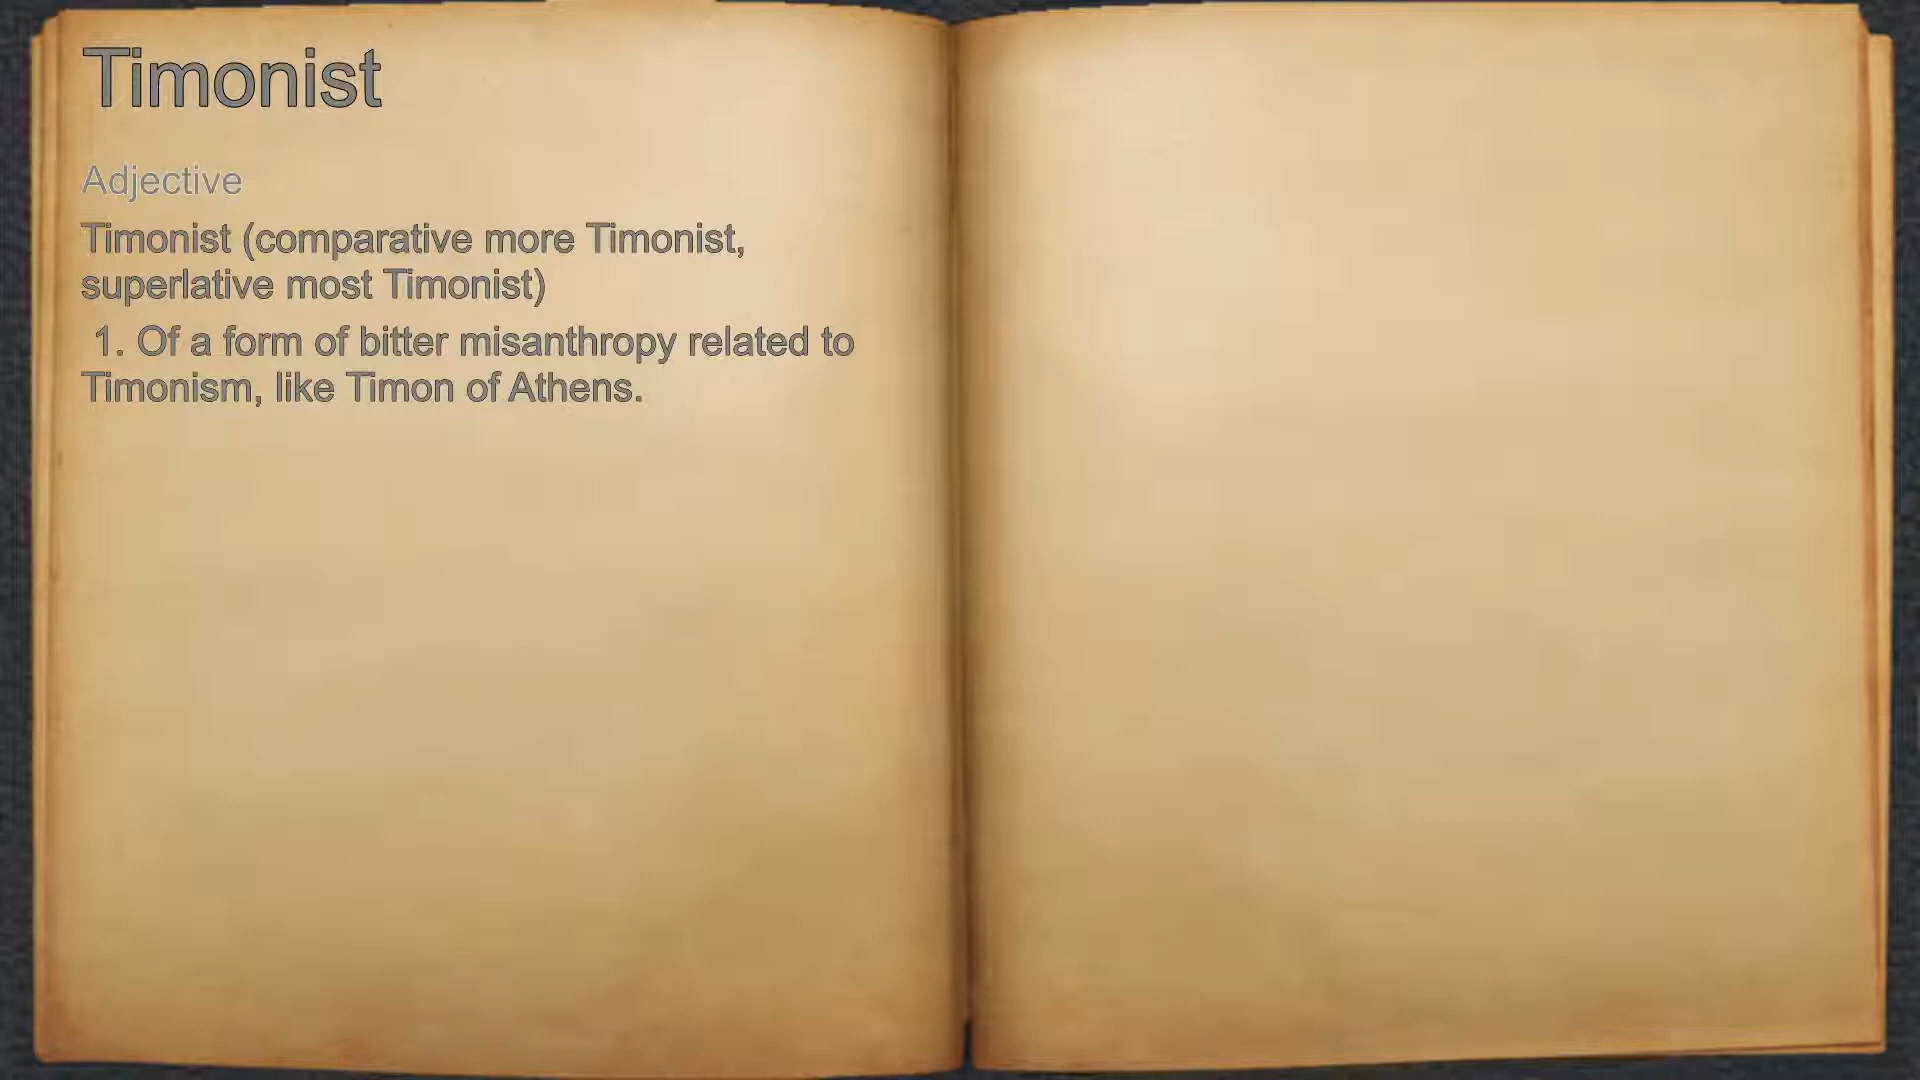 Timonist
Adjective
Timonist (comparative more Timonist,
superlative most Timonist)
1. Of a form of bitter misanthropy related to
Timonism, like Timon of Athens.